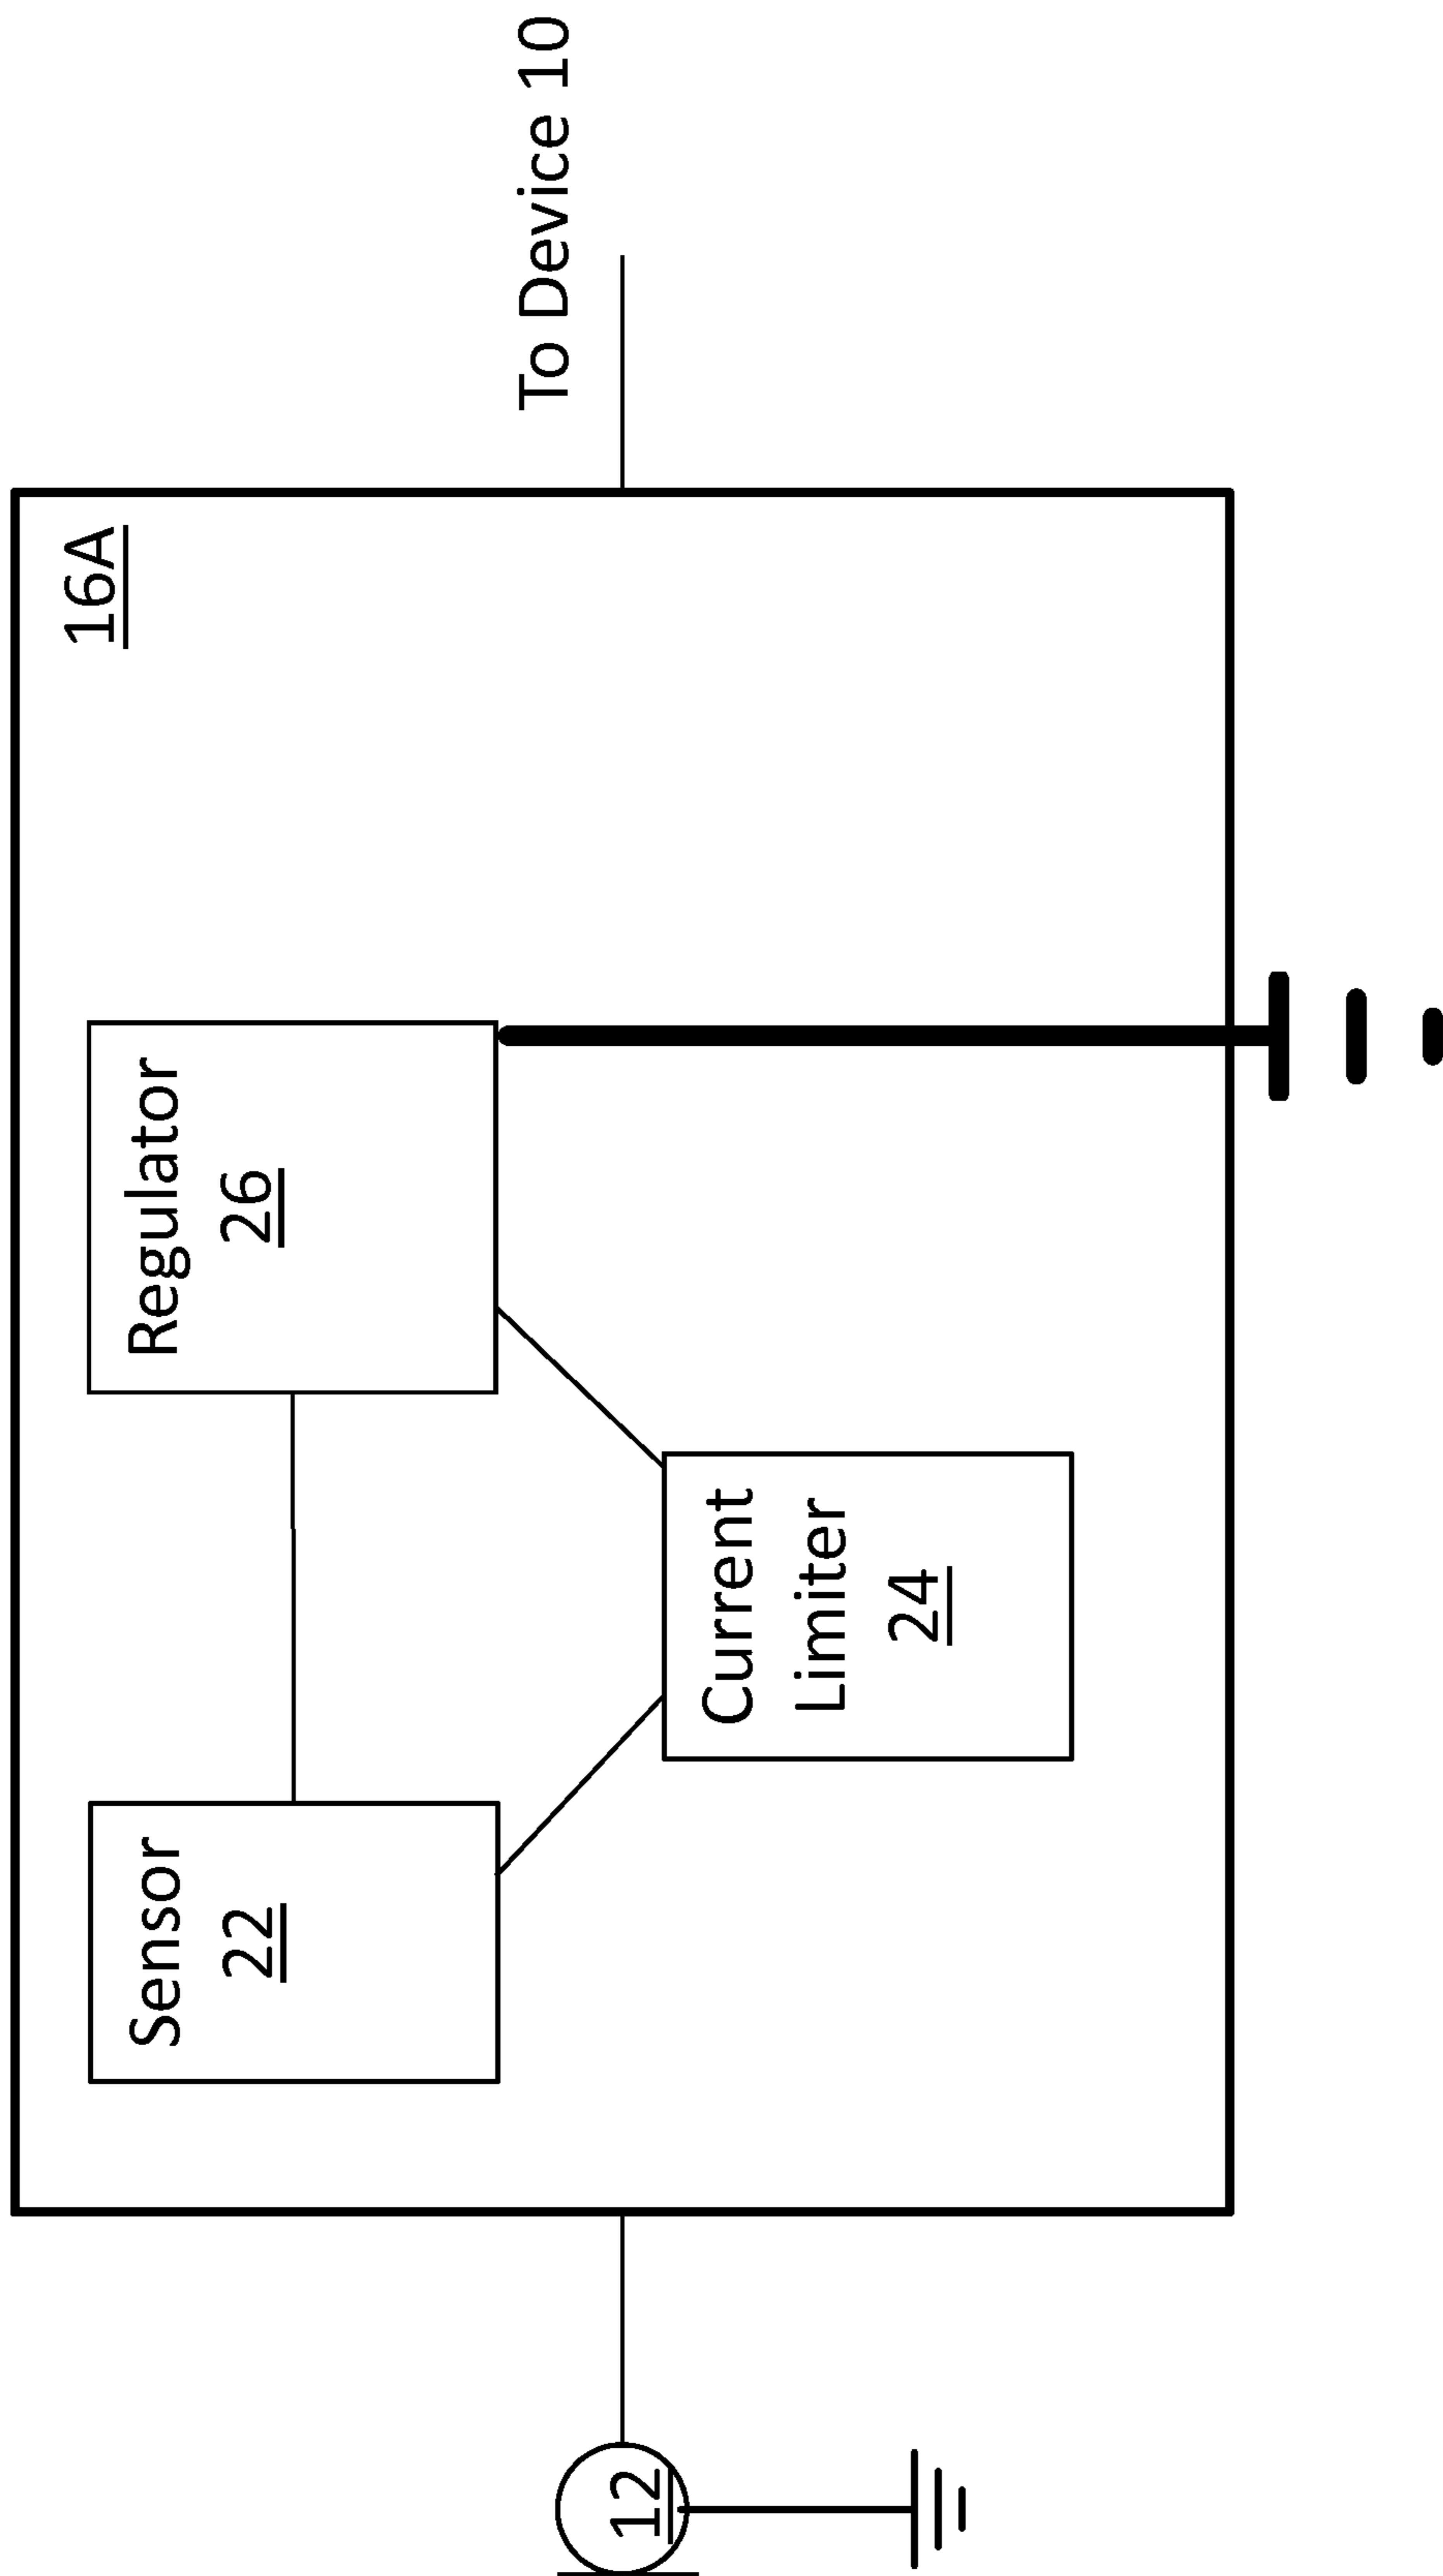 16A
To Device 10
Sensor
22
Regulator
26
Current
Limiter
24
12